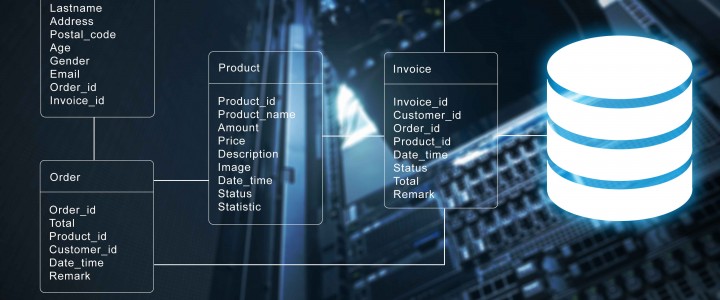 Lastname
Address
Postal_code
Age
Gender
Email
Order_id
Invoice_id
Order
Order_id
Total
Product_id
Customer_id
Date_time
Remark
Product
Product_id
Product_name
Amount
Price
Description
Image
Date_time
Status
Statistic
Invoice
Invoice_id
Customer_id
Order_id
Product_id
Date_time
Status
Total
Remark